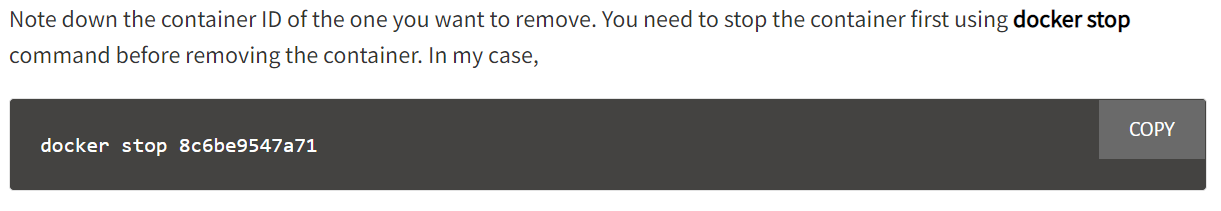 Note down the container ID of the one you want to remove. You need to stop the container first using docker stop
command before removing the container. In my case,
COPY
docker stop 8c6be9547a71